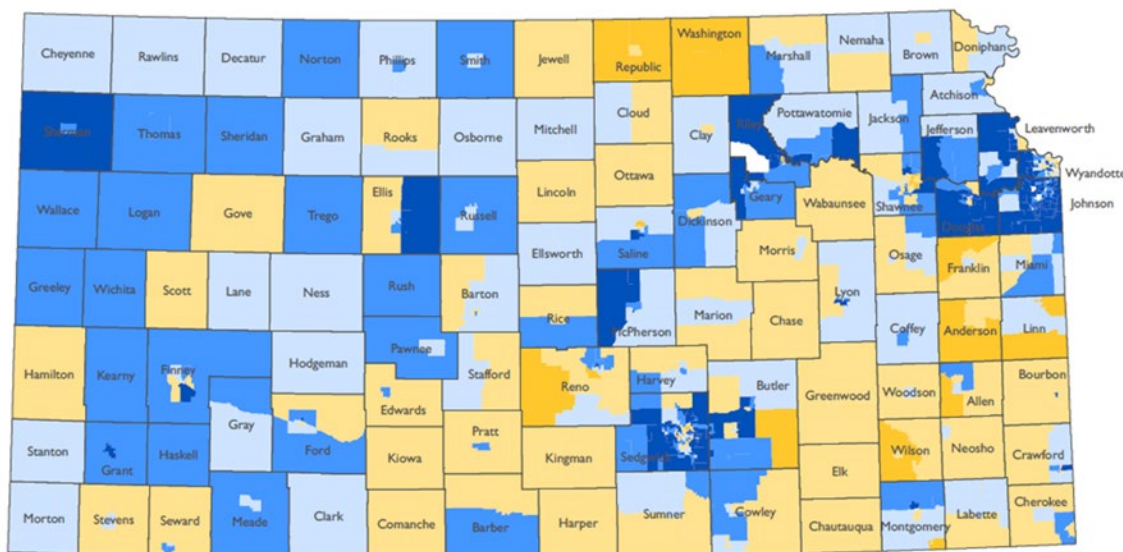 Cheyenne
Rawlins
Decatur
Norton
Phillips
Smith
Jewell
Republic
Washington
Marshall
Nemaha
Brown
Doniphan
Sherman
Thomas
Sheridan
Graham
Rooks
Osborne
Mitchell
Cloud
Clay
Riley
Pottawatomie
Jackson
Atchison
Jefferson
Leavenworth
Wyandotte
Johnson
Wallace
Logan
Gove
Trego
Ellis
Russell
Lincoln
Ottawa
Saline
Dickinson
Geary
Wabaunsee
Shawnee
Douglas
Ellsworth
Morris
Osage
Franklin
Miami
Greeley
Wichita
Scott
Lane
Ness
Rush
Barton
Rice
McPherson
Marion
Chase
Lyon
Coffey
Anderson
Linn
Hamilton
Kearny
Finney
Hodgeman
Pawnee
Stafford
Edwards
Reno
Harvey
Butler
Greenwood
Woodson
Allen
Bourbon
Stanton
Grant
Haskell
Gray
Ford
Kiowa
Pratt
Kingman
Sedgwick
Elk
Wilson
Neosho
Crawford
Morton
Stevens
Seward
Meade
Clark
Comanche
Barber
Harper
Sumner
Cowley
Chautauqua
Montgomery
Labette
Cherokee